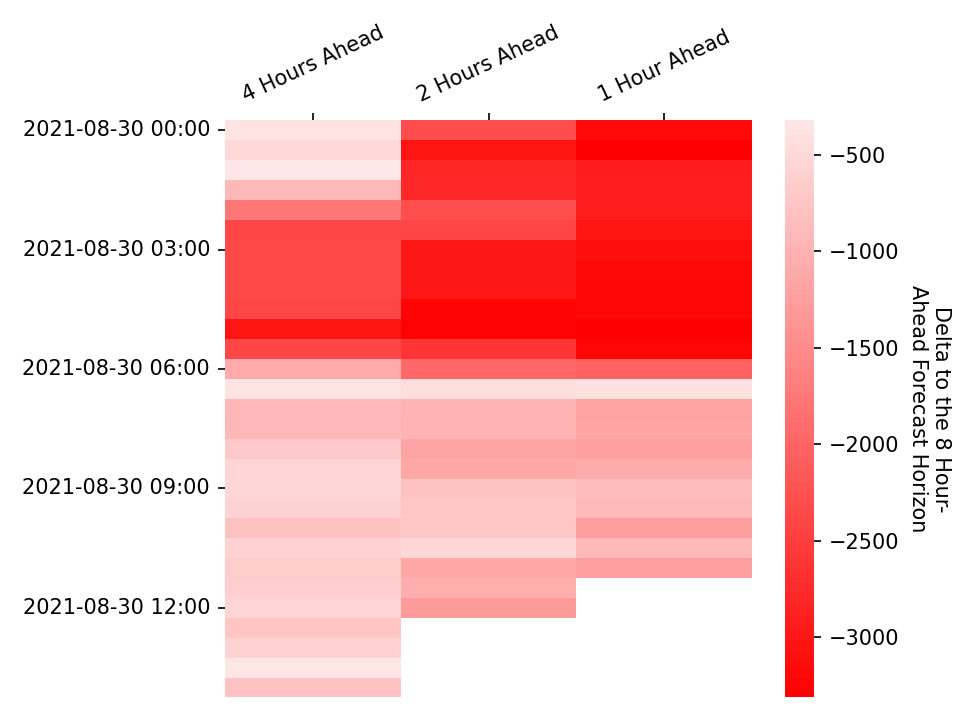 4 Hours Ahead
2 Hours Ahead
1 Hour Ahead
2021-08-30 00:00
2021-08-30 03:00
2021-08-30 06:00
2021-08-30 09:00
2021-08-30 12:00
−500
−1000
−1500
−2000
−2500
−3000
Delta to the 8 Hour-
Ahead Forecast Horizon